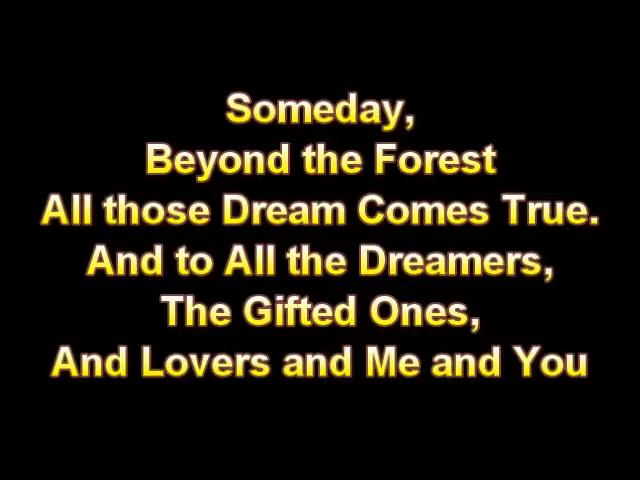 Someday,
Beyond the Forest
All those Dream Comes True.
And to All the Dreamers,
The Gifted Ones,
And Lovers and Me and You